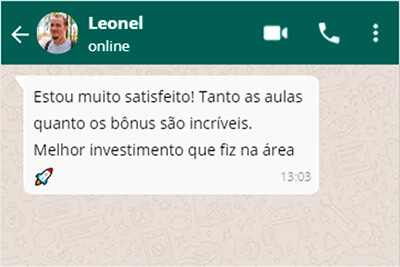 Leonel
online
Estou muito satisfeito! Tanto as aulas
quanto os bônus são incríveis.
Melhor investimento que fiz na área
🚀
13:03